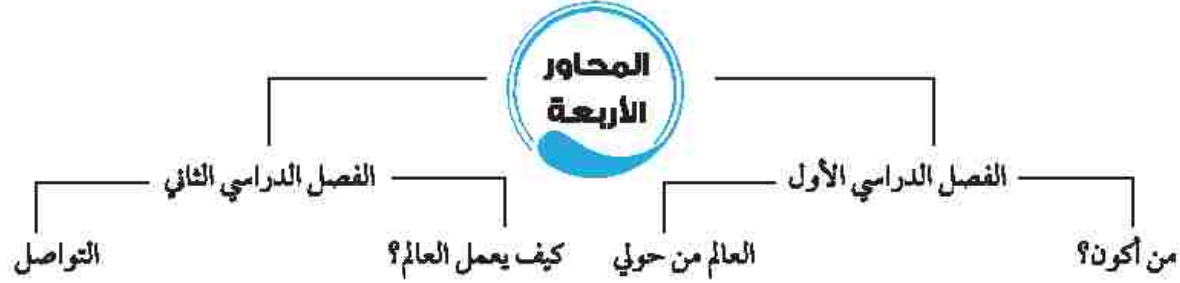 المحاور
الأربعة
الفصل الدراسي الأول
الفصل الدراسي الثاني
من أكون؟
العالم من حولي
كيف يعمل العالم؟
التواصل